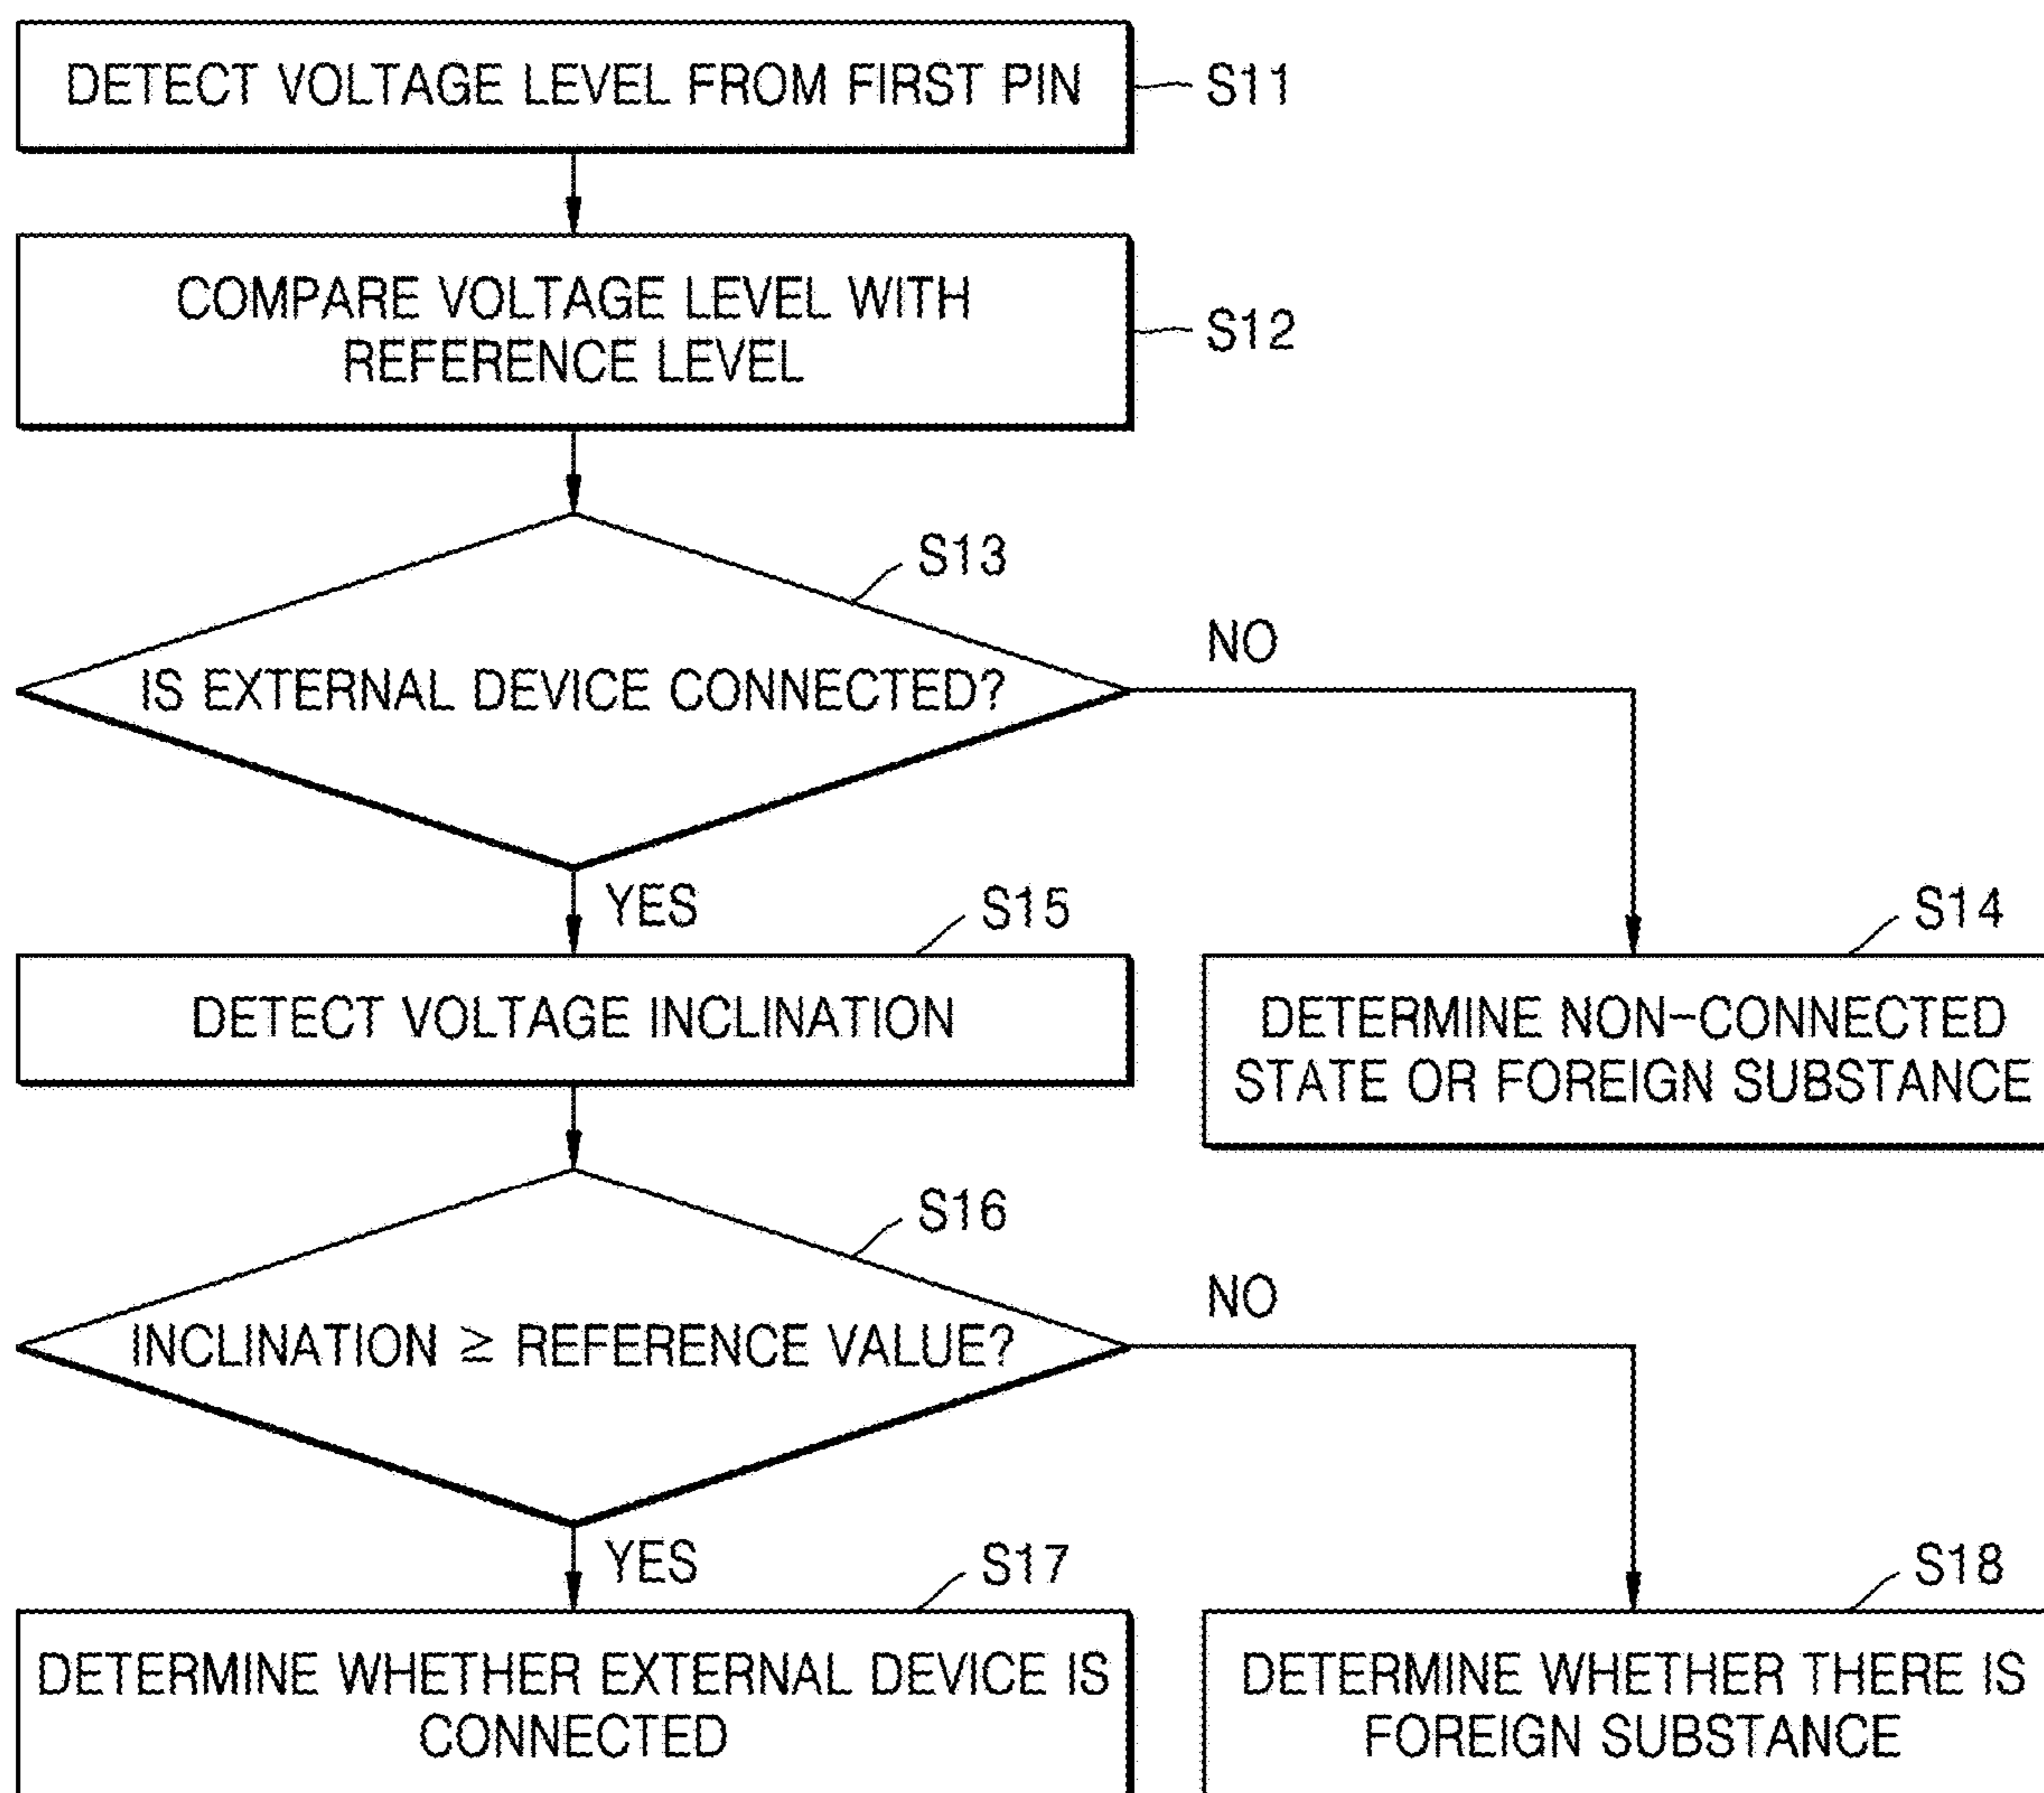 DETECT VOLTAGE LEVEL FROM FIRST PIN
S11
COMPARE VOLTAGE LEVEL WITH
REFERENCE LEVEL
S12
S13
IS EXTERNAL DEVICE CONNECTED?
NO
YES
S15
DETECT VOLTAGE INCLINATION
S14
DETERMINE NON-CONNECTED
STATE OR FOREIGN SUBSTANCE
S16
INCLINATION ≥ REFERENCE VALUE?
NO
YES
S17
DETERMINE WHETHER EXTERNAL DEVICE IS
CONNECTED
S18
DETERMINE WHETHER THERE IS
FOREIGN SUBSTANCE